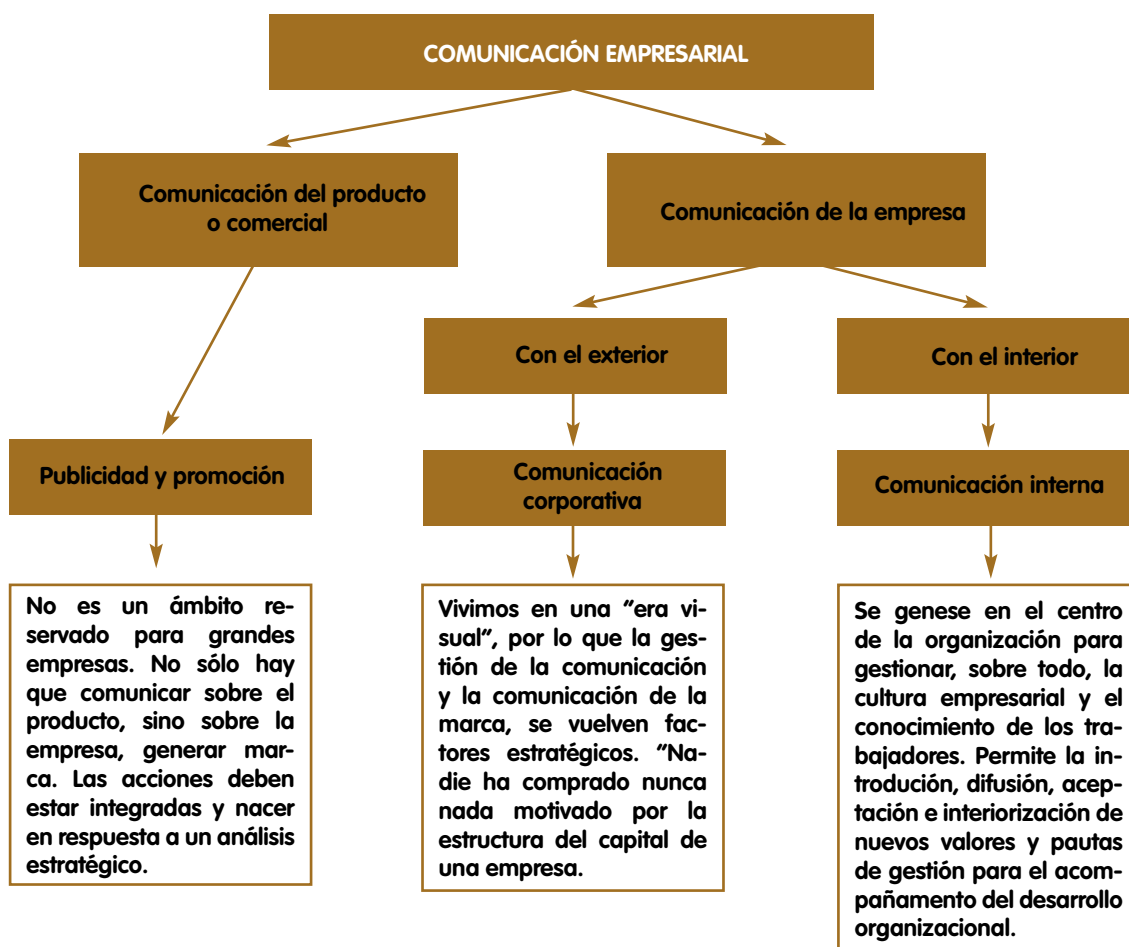 COMUNICACIÓN EMPRESARIAL
Comunicación del producto
o comercial
Comunicación de la empresa
Con el exterior
Con el interior
Publicidad y promoción
Comunicación
corporativa
Comunicación interna
No es un ámbito re-
servado para grandes
empresas. No sólo hay
que comunicar sobre el
producto, sino sobre la
empresa, generar mar-
ca. Las acciones deben
estar integradas y nacer
en respuesta a un análisis
estratégico.
Vivimos en una "era vi-
sual", por lo que la ges-
tión de la comunicación
y la comunicación de la
marca, se vuelven fac-
tores estratégicos. "Na-
die ha comprado nunca
nada motivado por la
estructura del capital de
una empresa.
Se genese en el centro
de la organización para
gestionar, sobre todo, la
cultura empresarial y el
conocimiento de los tra-
bajadores. Permite la in-
trodución, difusión, acep-
tación e interiorización de
nuevos valores y pautas
de gestión para el acom-
pañamento del desarrollo
organizacional.